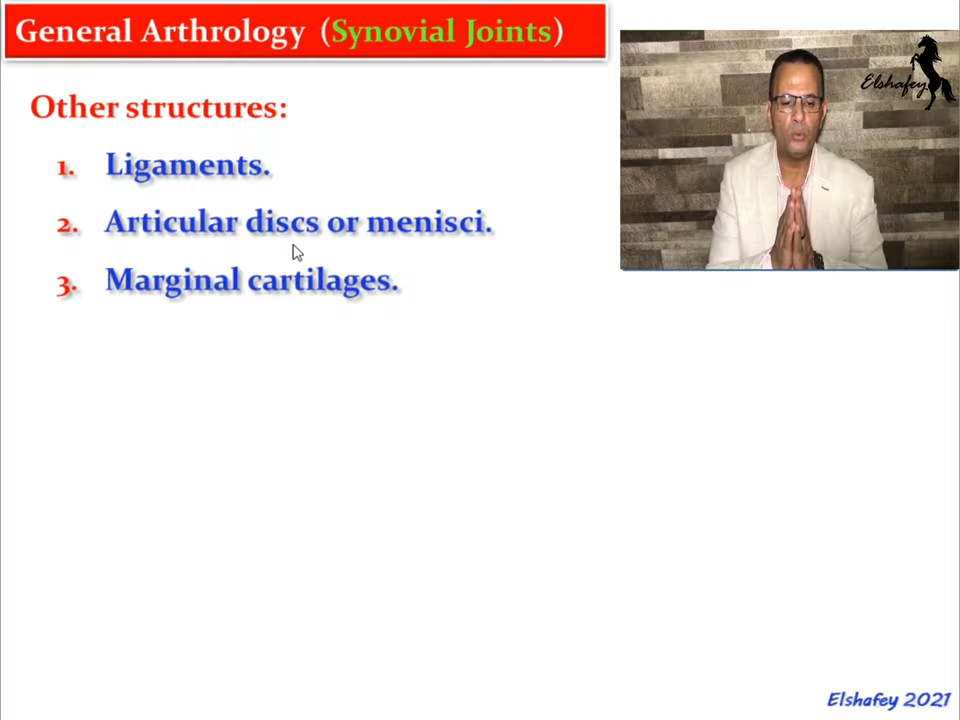 General Arthrology (Synovial Joints)
Elshafey
Other structures:
1. Ligaments.
2. Articular discs or menisci.
3. Marginal cartilages.
Elshafey 2021